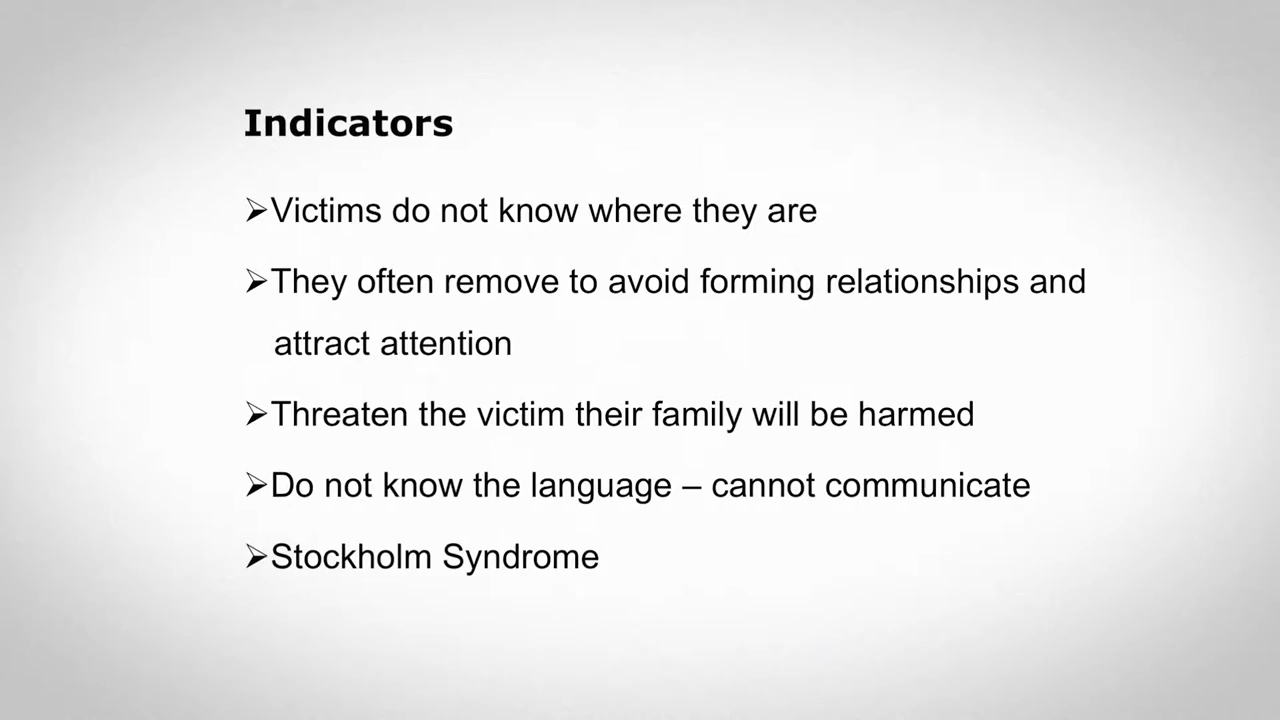 Indicators
➢Victims do not know where they are
➢They often remove to avoid forming relationships and
attract attention
➢Threaten the victim their family will be harmed
➢Do not know the language – cannot communicate
➢Stockholm Syndrome